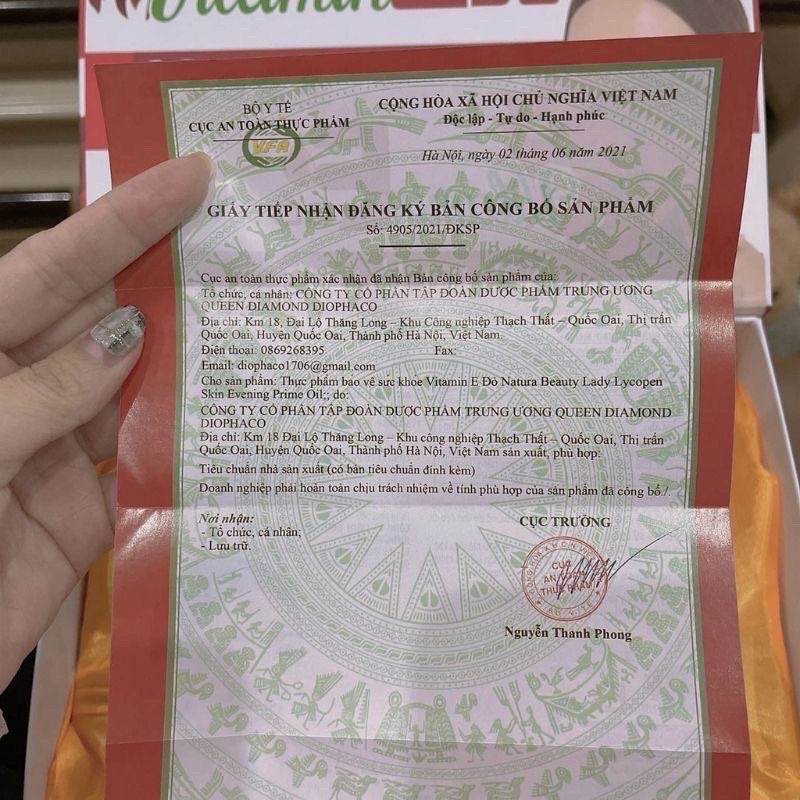 Vitamin
BỘ Y TẾ
CỤC AN TOÀN THỰC PHẨM
VFA
CỘNG HÒA XÃ HỘI CHỦ NGHĨA VIỆT NAM
Độc lập - Tự do - Hạnh phúc
Hà Nội, ngày 02 tháng 06 năm 2021
GIẤY TIẾP NHẬN ĐĂNG KÝ BẢN CÔNG BỐ SẢN PHẨM
Số: 4905/2021/ĐKSP
Cục an toàn thực phẩm xác nhận đã nhận Bản công bố sản phẩm của:
Tổ chức, cá nhân: CÔNG TY CỔ PHẦN TẬP ĐOÀN DƯỢC PHẨM TRUNG ƯƠNG
QUEEN DIAMOND DIOPHACO
Địa chỉ: Km 18, Đại Lộ Thăng Long – Khu Công nghiệp Thạch Thất – Quốc Oai, Thị trấn
Quốc Oai, Huyện Quốc Oai, Thành phố Hà Nội, Việt Nam.
Điện thoại: 0869268395 Fax:
Email: diophaco1706@gmail.com
Cho sản phẩm: Thực phẩm bảo vệ sức khỏe Vitamin E Đỏ Natura Beauty Lady Lycopen
Skin Evening Prime Oil;; do:
CÔNG TY CỔ PHẦN TẬP ĐOÀN DƯỢC PHẨM TRUNG ƯƠNG QUEEN DIAMOND
DIOPHACO
Địa chỉ: Km 18 Đại Lộ Thăng Long – Khu công nghiệp Thạch Thất – Quốc Oai, Thị trấn
Quốc Oai, Huyện Quốc Oai, Thành phố Hà Nội, Việt Nam sản xuất, phù hợp:
Tiêu chuẩn nhà sản xuất (có bản tiêu chuẩn đính kèm)
Doanh nghiệp phải hoàn toàn chịu trách nhiệm về tính phù hợp của sản phẩm đã công bố./.
Nơi nhận:
- Tổ chức, cá nhân;
- Lưu trữ.
CỤC TRƯỞNG
CỤC
AN TOÀN
THỰC PHẨM
BỘ Y TẾ
Nguyễn Thanh Phong